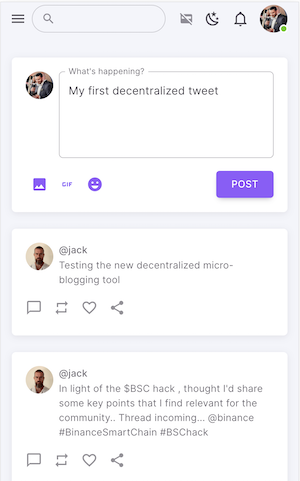 What's happening?
My first decentralized tweet
GIF
POST
@jack
Testing the new decentralized micro-
blogging tool
@jack
In light of the $BSC hack , thought I'd share
some key points that I find relevant for the
community.. Thread incoming... @binance
#BinanceSmartChain #BSChack